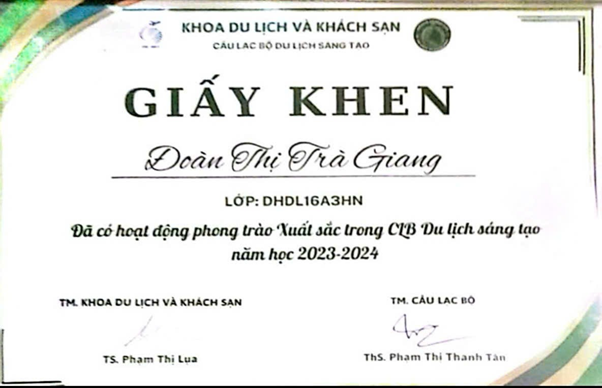 KHOA DU LỊCH VÀ KHÁCH SẠN
CÂU LẠC BỘ DU LỊCH SÁNG TẠO
GIẤY KHEN
Đoàn Thị Trà Giang
LỚP: DHDL16A3HN
Đã có hoạt động phong trào Xuất sắc trong CLB Du lịch sáng tạo
năm học 2023-2024
TM. KHOA DU LỊCH VÀ KHÁCH SẠN
TM. CÂU LẠC BỘ
TS. Phạm Thị Lụa
ThS. Phạm Thị Thanh Tân